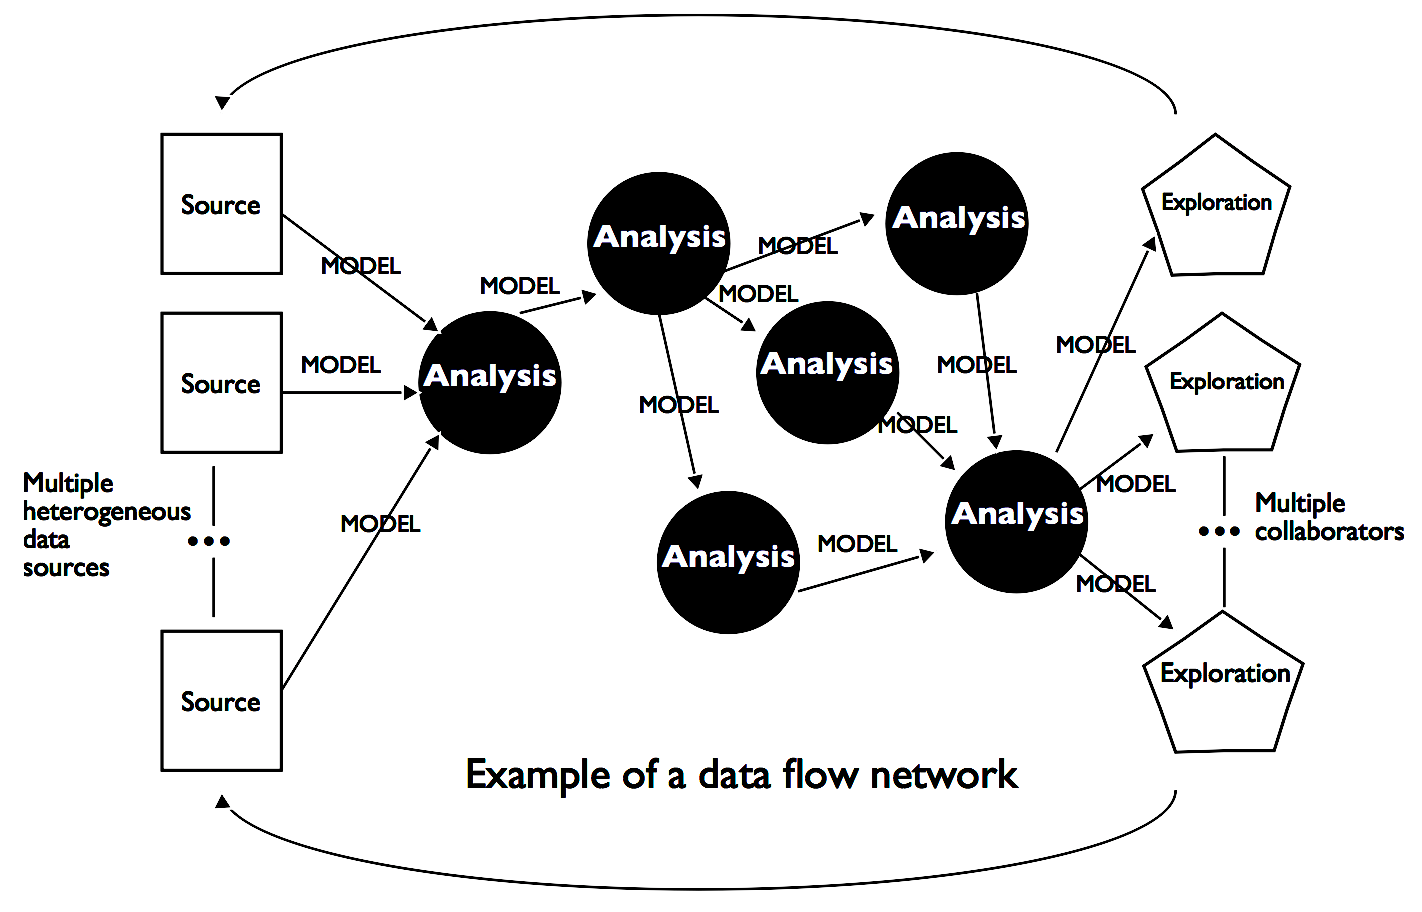 Source
Exploration
Analysis
Analysis
MODEL
MODEL
MODEL
MODEL
MODEL
MODEL
MODEL
Source
Analysis
Analysis
Exploration
MODEL
MODEL
Multiple
heterogeneous
data
sources
MODEL
MODEL
Multiple
collaborators
Analysis
MODEL
Analysis
MODEL
Source
Exploration
Example of a data flow network